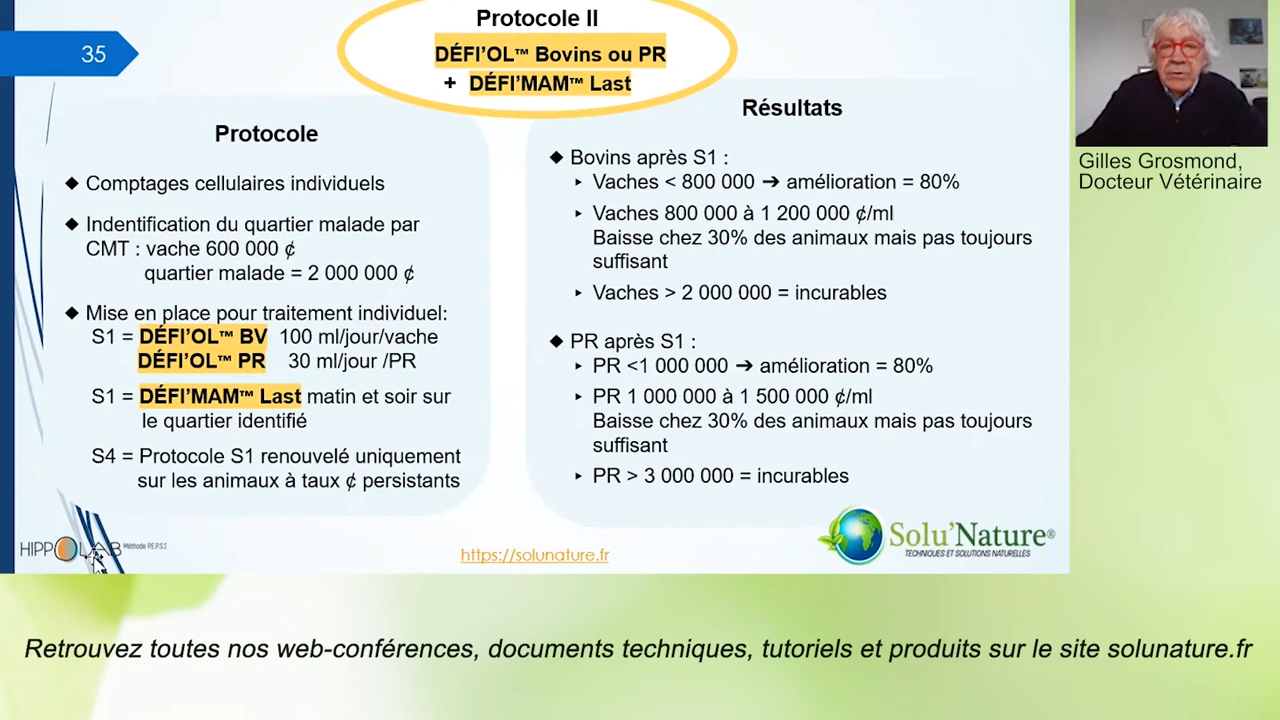 35
Protocole II
DÉFI'OL™ Bovins ou PR
+ DÉFI'MAM™ Last
Protocole
◆ Comptages cellulaires individuels
◆ Indentification du quartier malade par
CMT : vache 600 000 ¢
quartier malade = 2 000 000 ¢
◆ Mise en place pour traitement individuel:
S1 = DÉFI'OL™ BV 100 ml/jour/vache
DÉFI'OL™ PR 30 ml/jour /PR
S1 = DÉFI'MAM™ Last matin et soir sur
le quartier identifié
S4 = Protocole S1 renouvelé uniquement
sur les animaux à taux ¢ persistants
Résultats
◆ Bovins après S1 :
‣ Vaches < 800 000 ➔ amélioration = 80%
‣ Vaches 800 000 à 1 200 000 ¢/ml
Baisse chez 30% des animaux mais pas toujours
suffisant
‣ Vaches > 2 000 000 = incurables
◆ PR après S1 :
‣ PR <1 000 000 ➔ amélioration = 80%
‣ PR 1 000 000 à 1 500 000 ¢/ml
Baisse chez 30% des animaux mais pas toujours
suffisant
‣ PR > 3 000 000 = incurables
HIPPOLAB Méthode P.E.P.S.S
https://solunature.fr
Solu'Nature®
TECHNIQUES ET SOLUTIONS NATURELLES
Gilles Grosmond,
Docteur Vétérinaire
Retrouvez toutes nos web-conférences, documents techniques, tutoriels et produits sur le site solunature.fr